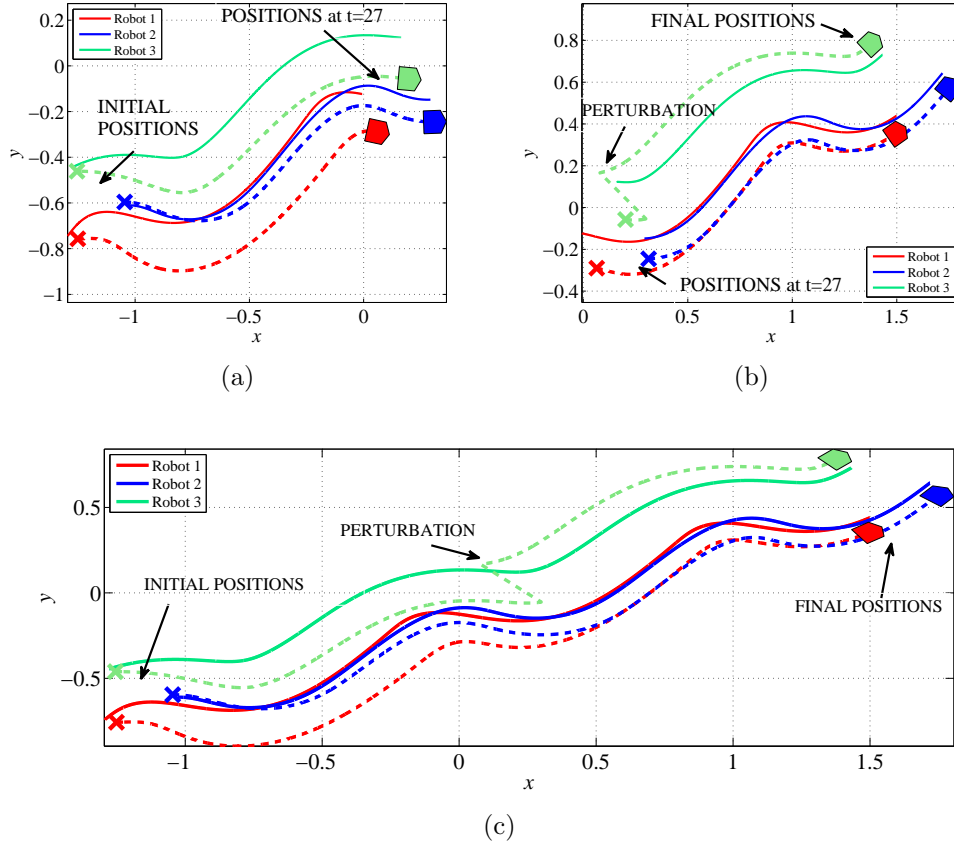 POSITIONS at t=27
Robot 1
Robot 2
Robot 3
INITIAL
POSITIONS
0.2
0
−0.2
−0.4
−0.6
−0.8
−1
y
−1
−0.5
0
x
(a)
FINAL POSITIONS
PERTURBATION
POSITIONS at t=27
Robot 1
Robot 2
Robot 3
0.8
0.6
0.4
0.2
0
−0.2
−0.4
y
0
0.5
1
1.5
x
(b)
Robot 1
Robot 2
Robot 3
PERTURBATION
INITIAL POSITIONS
FINAL POSITIONS
0.5
0
−0.5
y
−1
−0.5
0
0.5
1
1.5
x
(c)